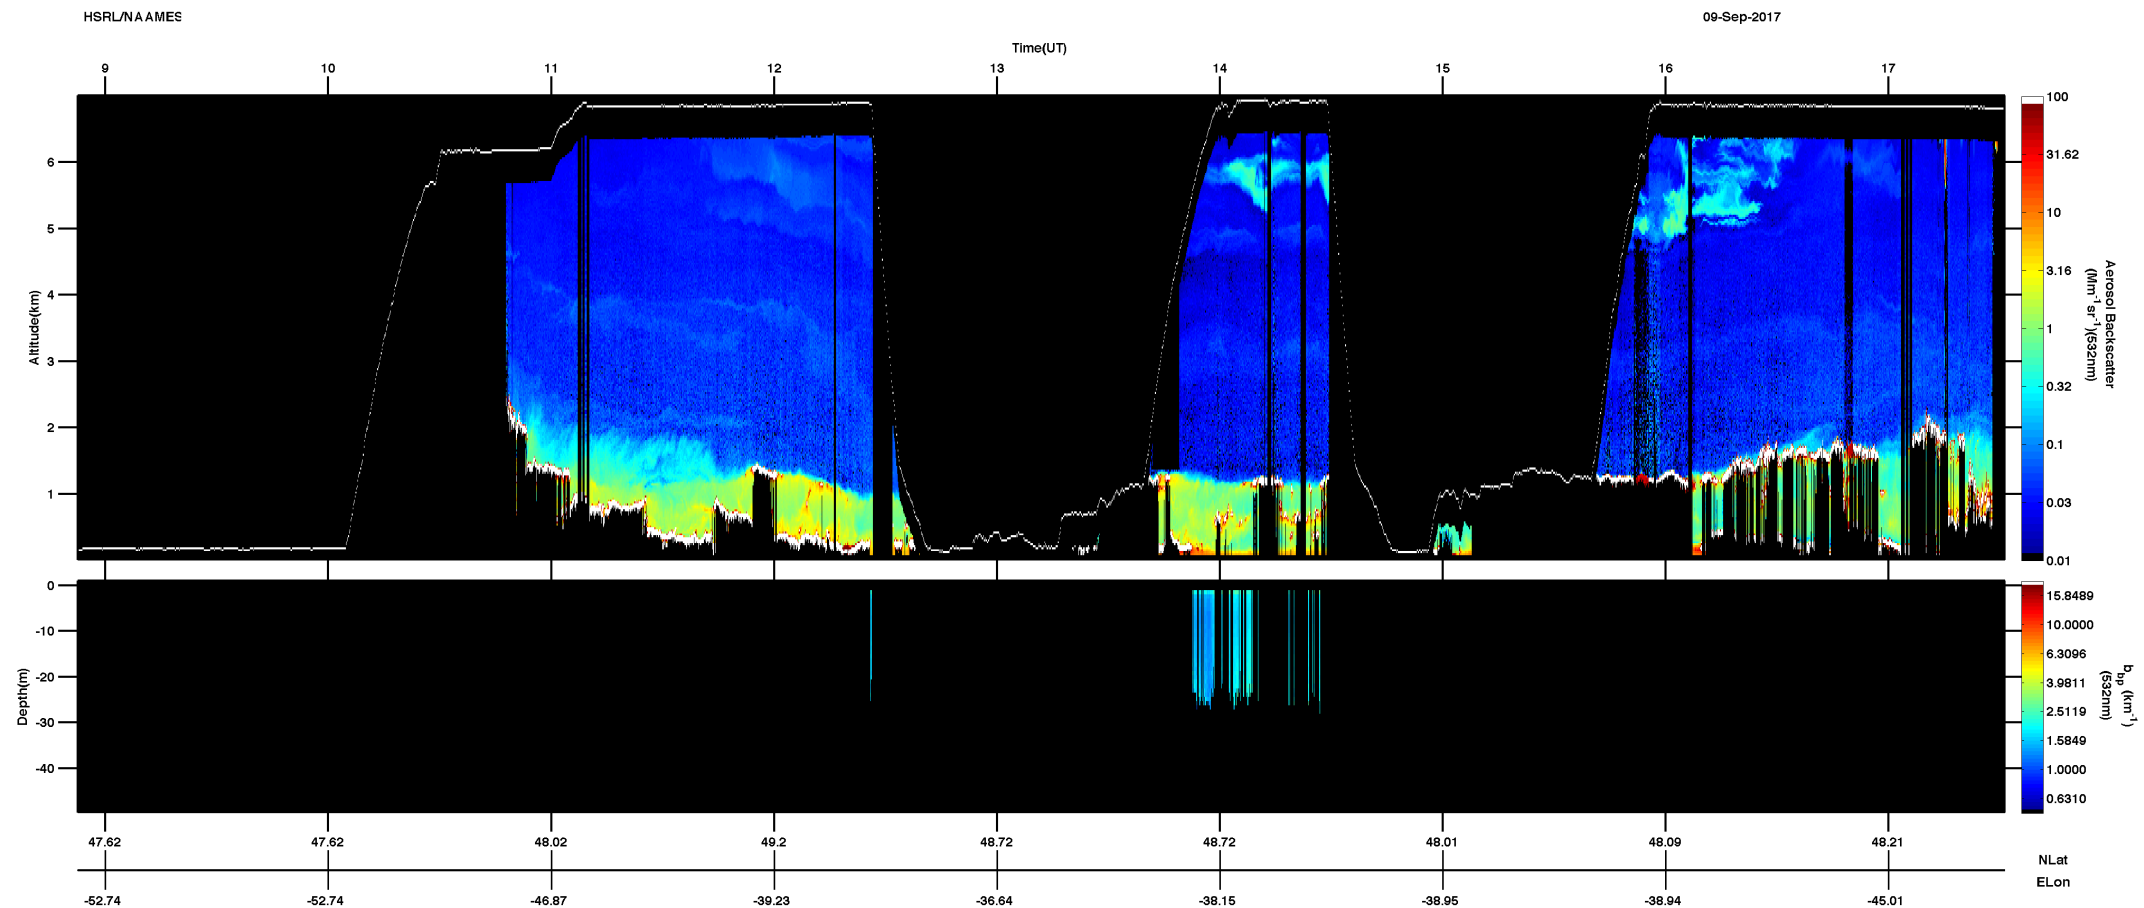 HSRL/NAAMES 09-Sep-2017
Time(UT)
9 10 11 12 13 14 15 16 17
Altitude(km)
6
5
4
3
2
1
100
31.62
10
3.16
1
0.32
0.1
0.03
0.01
Aerosol Backscatter
(Mm-1sr-1)(532nm)
Depth(m)
0
-10
-20
-30
-40
15.8489
10.0000
6.3096
3.9811
2.5119
1.5849
1.0000
0.6310
bbp (km-1)
(532nm)
47.62 47.62 48.02 49.2 48.72 48.72 48.01 48.09 48.21
NLat
ELon
-52.74 -52.74 -46.87 -39.23 -36.64 -38.15 -38.95 -38.94 -45.01